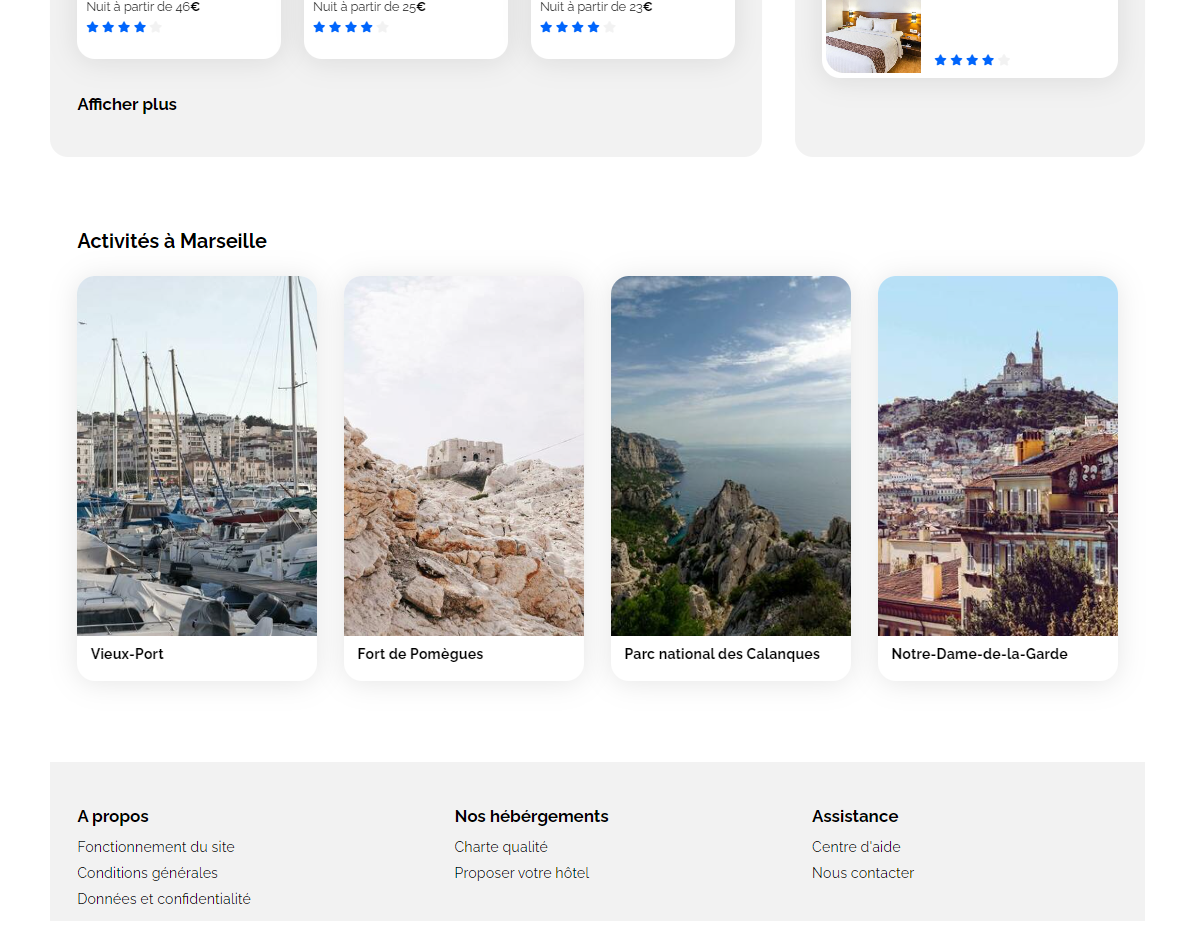 Nuit à partir de 46€
Nuit à partir de 25€
Nuit à partir de 23€
Afficher plus
Activités à Marseille
Vieux-Port
Fort de Pomègues
Parc national des Calanques
Notre-Dame-de-la-Garde
A propos
Fonctionnement du site
Conditions générales
Données et confidentialité
Nos hébérgements
Charte qualité
Proposer votre hôtel
Assistance
Centre d'aide
Nous contacter